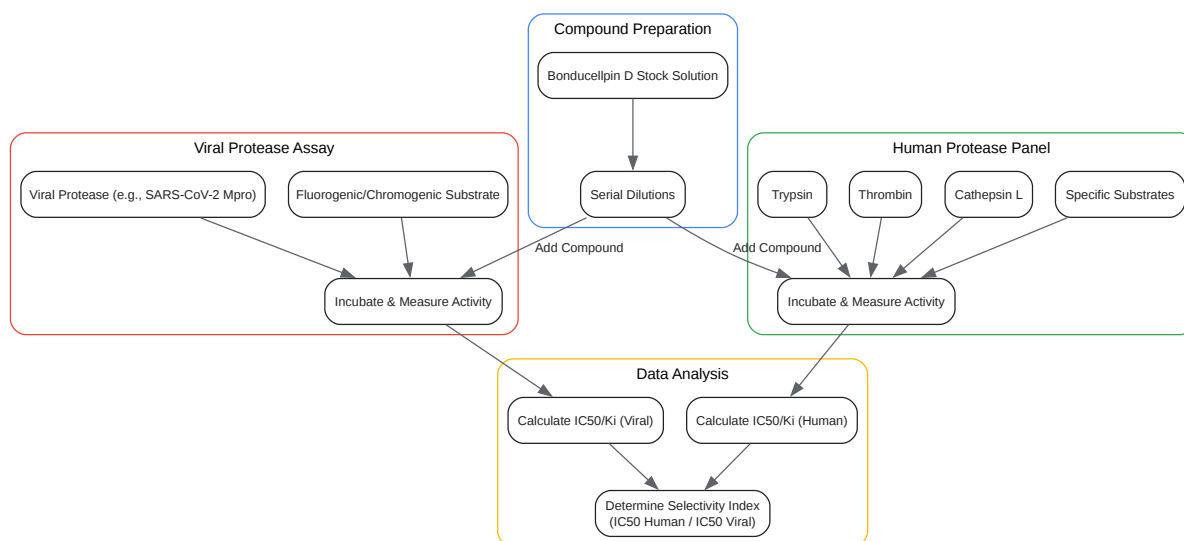 Compound Preparation
Bonducellpin D Stock Solution
Viral Protease Assay
Human Protease Panel
Viral Protease (e.g., SARS-CoV-2 Mpro)
Fluorogenic/Chromogenic Substrate
Serial Dilutions
Trypsin
Thrombin
Cathepsin L
Specific Substrates
Add Compound
Add Compound
Incubate & Measure Activity
Incubate & Measure Activity
Data Analysis
Calculate IC50/Ki (Viral)
Calculate IC50/Ki (Human)
Determine Selectivity Index
(IC50 Human / IC50 Viral)